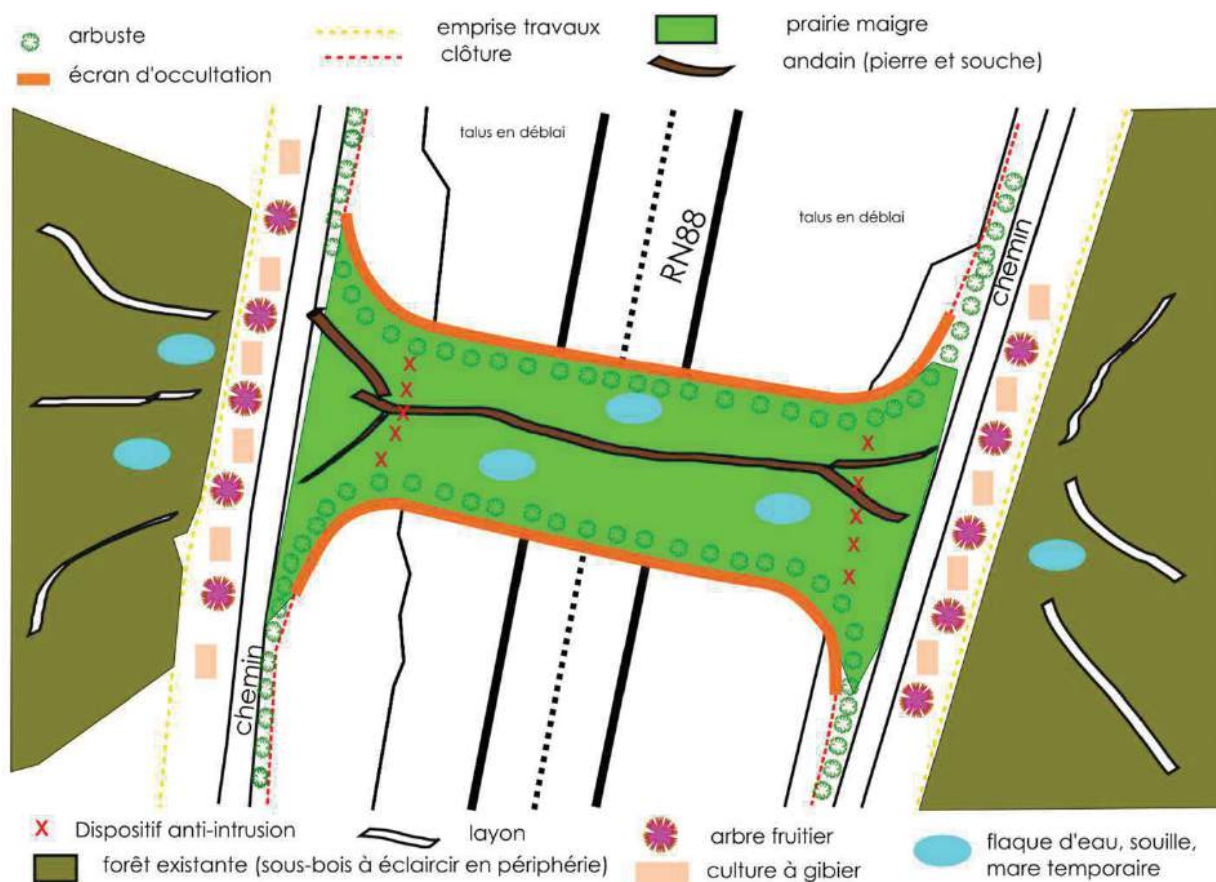 arbuste
écran d'occultation
emprise travaux
clôture
prairie maigre
andain (pierre et souche)
talus en déblai
talus en déblai
RN88
chemin
chemin
Dispositif anti-intrusion
layon
arbre fruitier
flaque d'eau, souille,
mare temporaire
forêt existante (sous-bois à éclaircir en périphérie)
culture à gibier